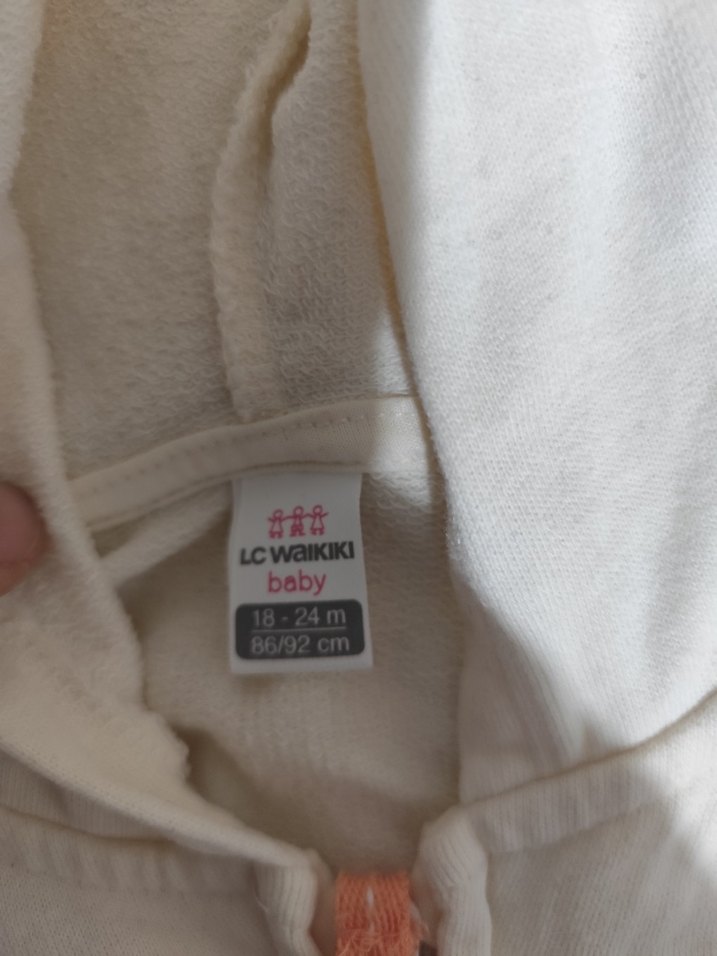 LC WAIKIKI
baby
18 - 24 m
86/92 cm